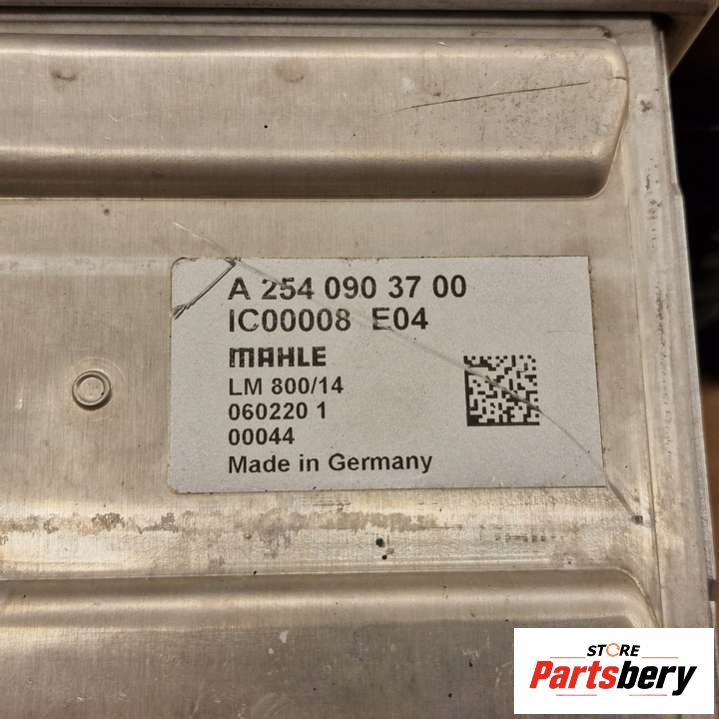 A 254 090 37 00
IC00008 E04
MAHLE
LM 800/14
060220 1
00044
Made in Germany
STORE
Partsbery